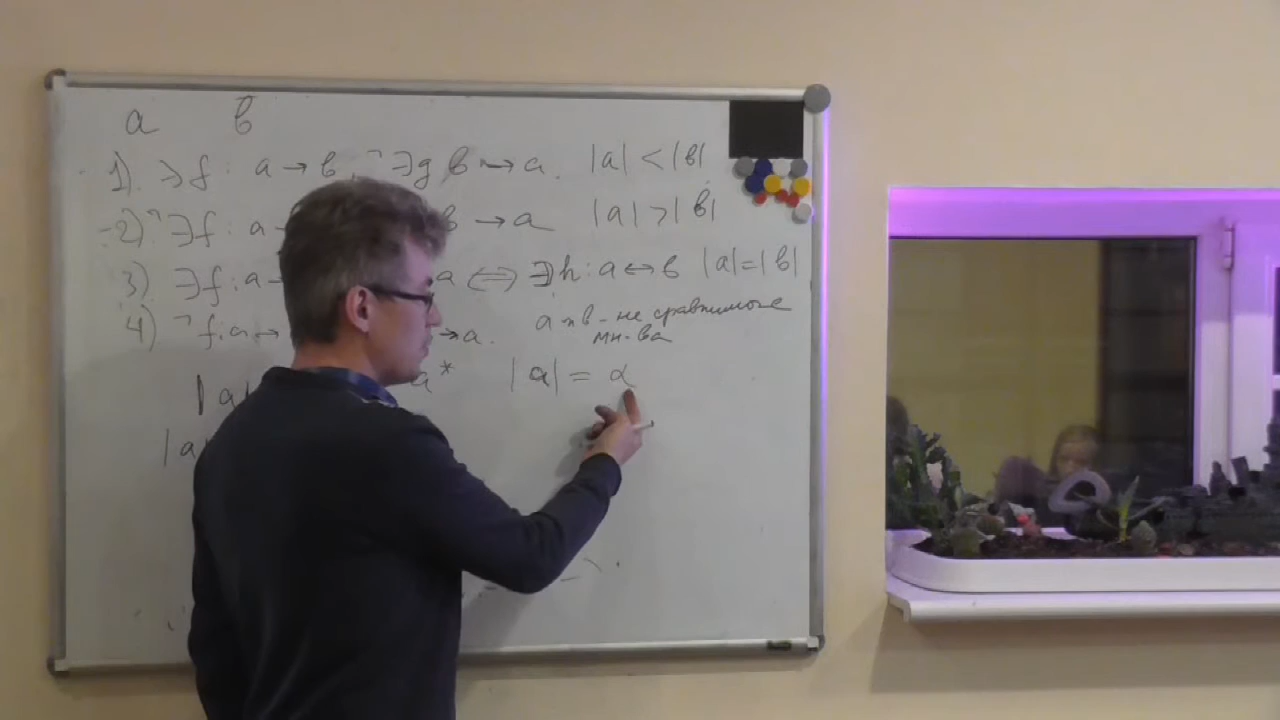 a в
1). ∃f: a→в, ¬∃g в→a. |a|<|в|
2) ¬∃f: a в→a |a|>|в|
3) ∃f: a→ a ⇔ ∃h: a↔в |a|=|в|
4) ¬f: a→ →a. a и в - не сравнимые
мн-ва
|a a* |a| = α
|a